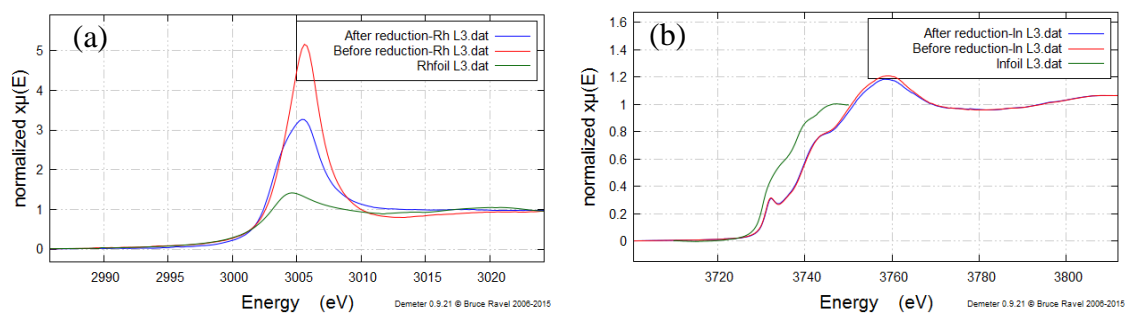 (a)
After reduction-Rh L3.dat
Before reduction-Rh L3.dat
Rhfoil L3.dat
normalized xμ(E)
5
4
3
2
1
0
2990 2995 3000 3005 3010 3015 3020
Energy (eV)
Demeter 0.9.21 © Bruce Ravel 2006-2015
(b)
After reduction-In L3.dat
Before reduction-In L3.dat
Infoil L3.dat
normalized xμ(E)
1.6
1.4
1.2
1
0.8
0.6
0.4
0.2
0
3720 3740 3760 3780 3800
Energy (eV)
Demeter 0.9.21 © Bruce Ravel 2006-2015